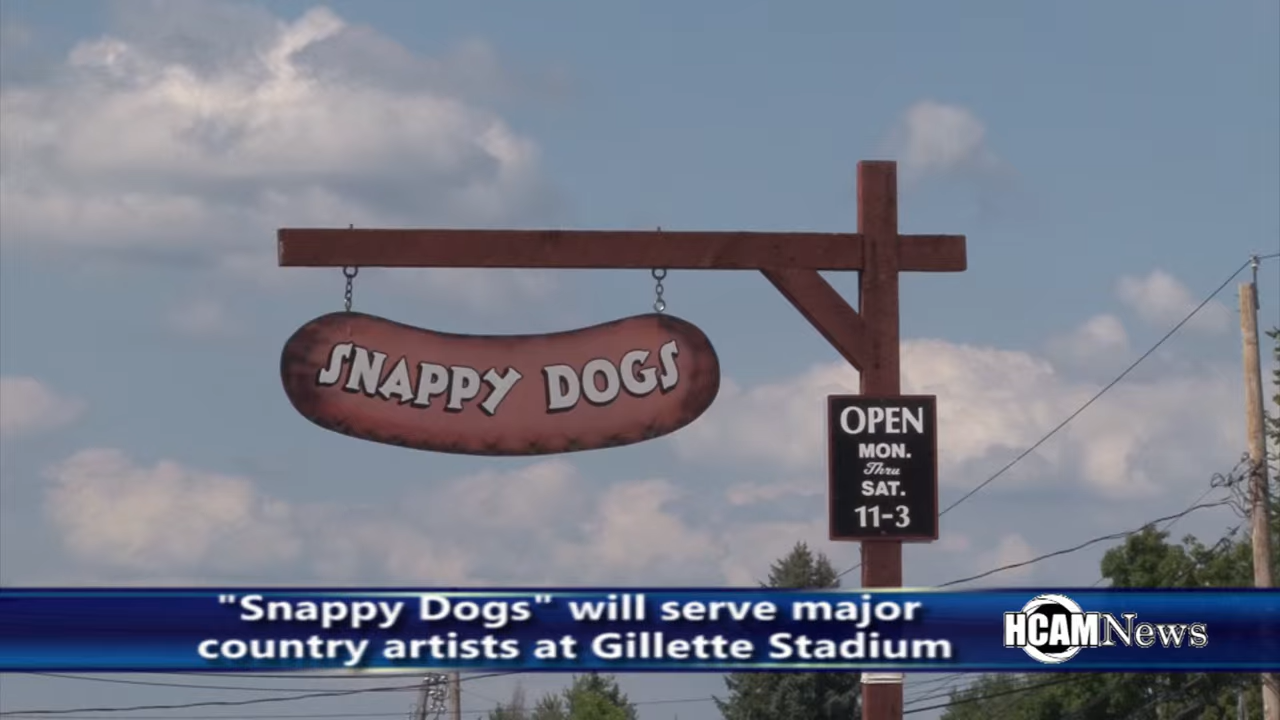 SNAPPY DOGS
OPEN
MON.
Thru
SAT.
11-3
"Snappy Dogs" will serve major
country artists at Gillette Stadium
HCAMNews